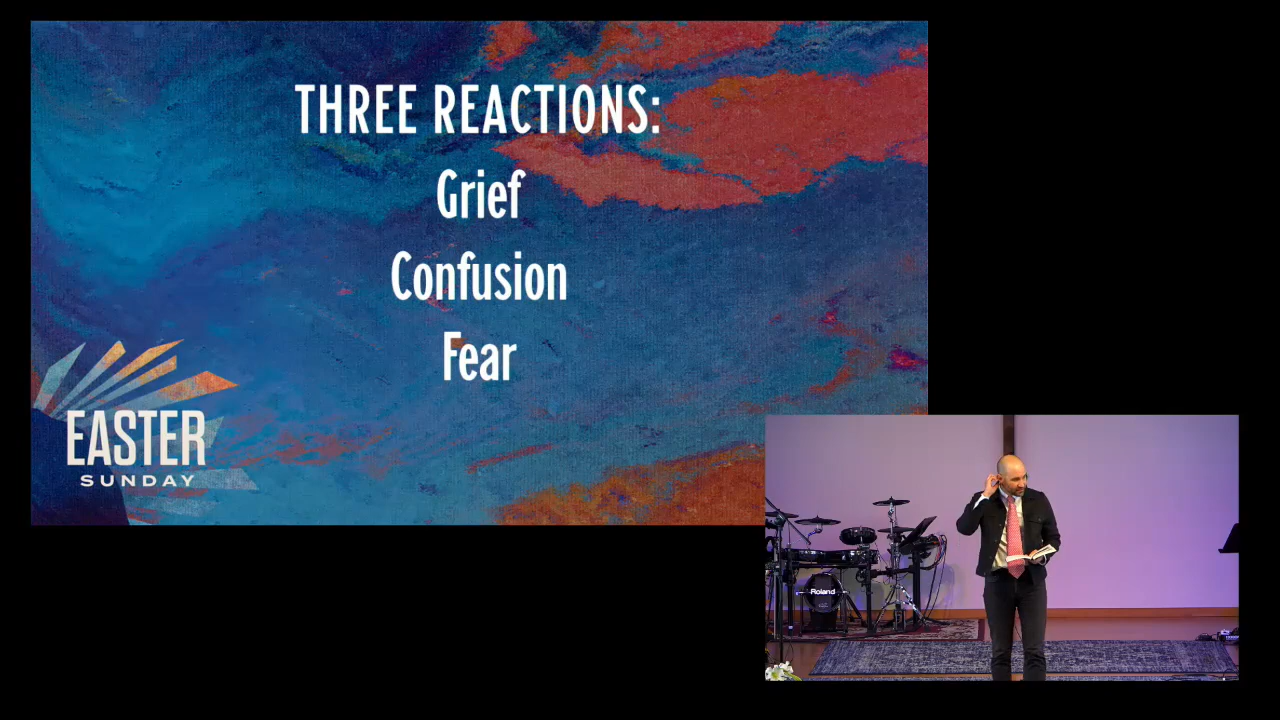 THREE REACTIONS:
Grief
Confusion
Fear
EASTER
SUNDAY
Roland